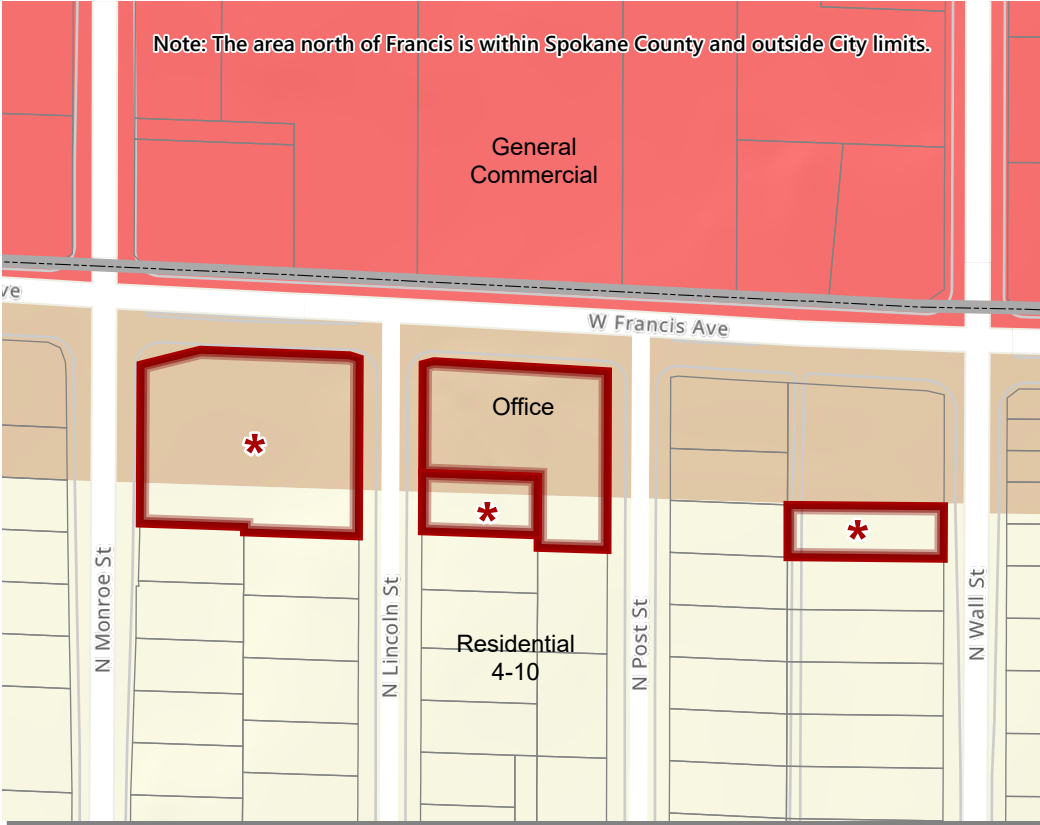 Note: The area north of Francis is within Spokane County and outside City limits.
General
Commercial
ve
W Francis Ave
Office
*
*
*
N Monroe St
N Lincoln St
N Post St
N Wall St
Residential
4-10